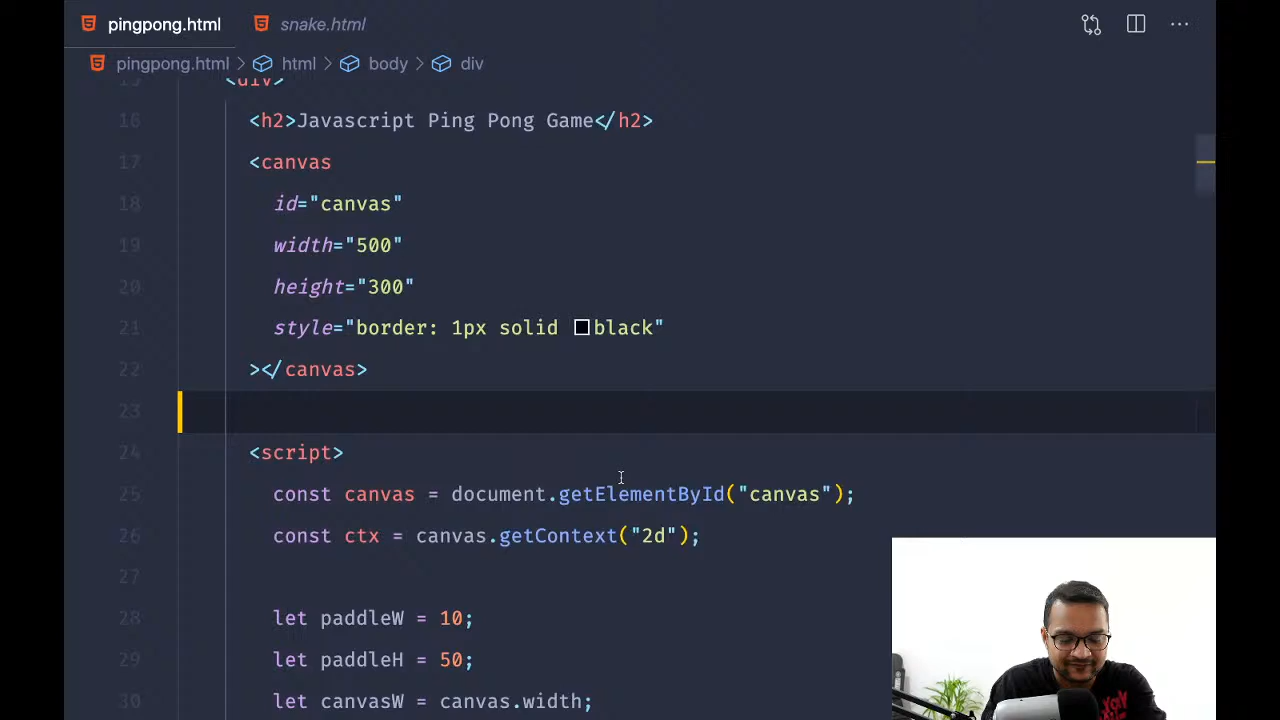 pingpong.html snake.html
pingpong.html > html > body > div
15 <div>
16 <h2>Javascript Ping Pong Game</h2>
17 <canvas
18 id="canvas"
19 width="500"
20 height="300"
21 style="border: 1px solid black"
22 ></canvas>
23
24 <script>
25 const canvas = document.getElementById("canvas");
26 const ctx = canvas.getContext("2d");
27
28 let paddleW = 10;
29 let paddleH = 50;
30 let canvasW = canvas.width;